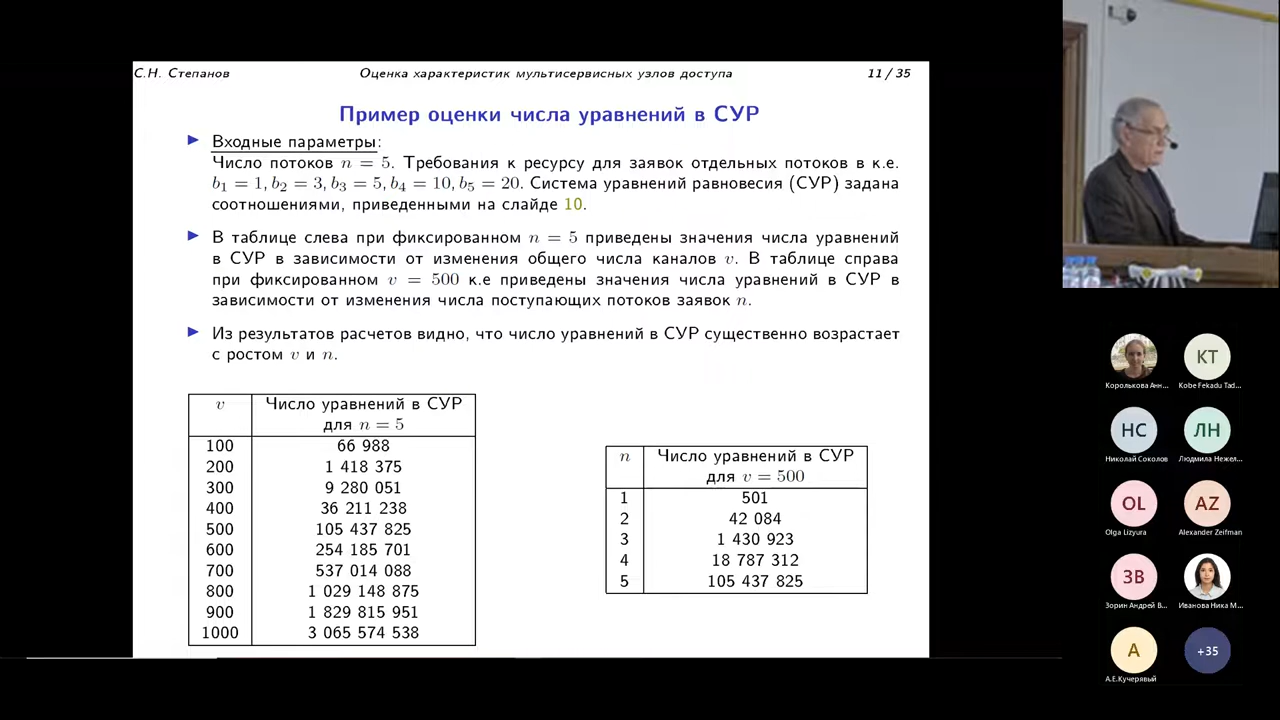 С.Н. Степанов Оценка характеристик мультисервисных узлов доступа 11 / 35
Пример оценки числа уравнений в СУР
Входные параметры:
Число потоков n = 5. Требования к ресурсу для заявок отдельных потоков в к.е.
b₁ = 1, b₂ = 3, b₃ = 5, b₄ = 10, b₅ = 20. Система уравнений равновесия (СУР) задана
соотношениями, приведенными на слайде 10.
В таблице слева при фиксированном n = 5 приведены значения числа уравнений
в СУР в зависимости от изменения общего числа каналов v. В таблице справа
при фиксированном v = 500 к.е приведены значения числа уравнений в СУР в
зависимости от изменения числа поступающих потоков заявок n.
Из результатов расчетов видно, что число уравнений в СУР существенно возрастает
с ростом v и n.
v Число уравнений в СУР
для n = 5
100 66 988
200 1 418 375
300 9 280 051
400 36 211 238
500 105 437 825
600 254 185 701
700 537 014 088
800 1 029 148 875
900 1 829 815 951
1000 3 065 574 538
n Число уравнений в СУР
для v = 500
1 501
2 42 084
3 1 430 923
4 18 787 312
5 105 437 825
КТ
Королькова Анн... Kobe Fekadu Tad...
НС ЛН
Николай Соколов Людмила Нежел...
OL AZ
Olga Lizyura Alexander Zeifman
ЗВ
Зорин Андрей В... Иванова Ника М...
А +35
А.Е.Кучерявый